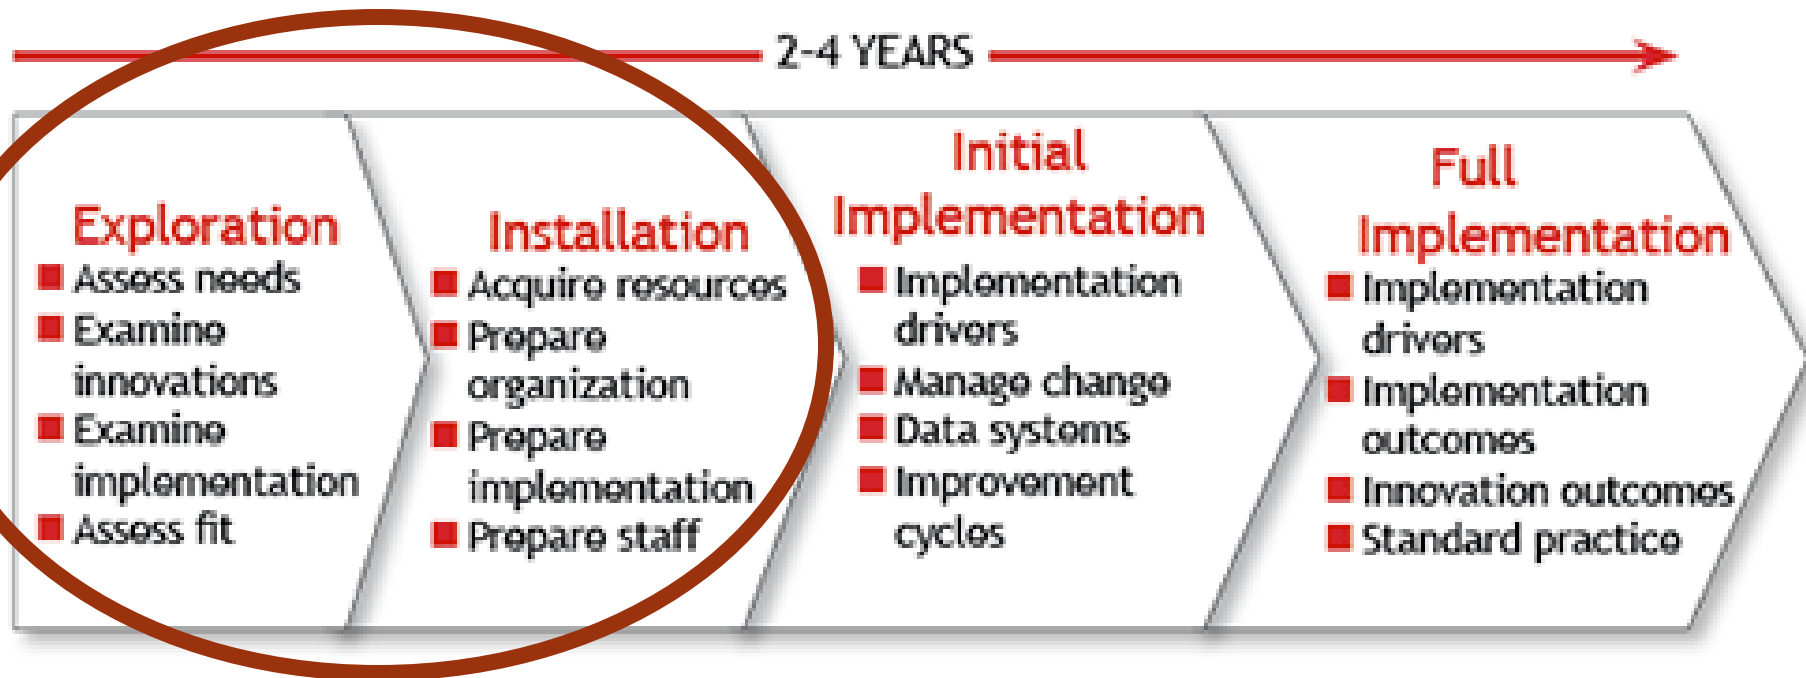 2-4 YEARS
Exploration
Assess needs
Examine
innovations
Examine
implementation
Assess fit
Installation
Acquire resources
Prepare
organization
Prepare
implementation
Prepare staff
Initial
Implementation
Implementation
drivers
Manage change
Data systems
Improvement
cycles
Full
Implementation
Implementation
drivers
Implementation
outcomes
Innovation outcomes
Standard practice